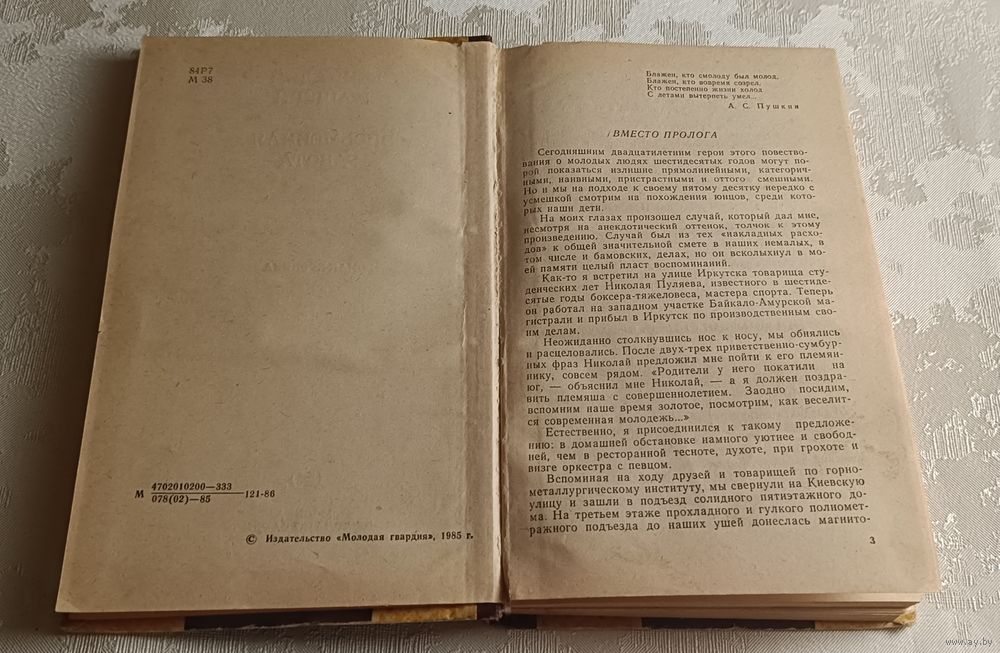 84Р7
М 38
М 4702010200—333
078(02)—85
121-86
© Издательство «Молодая гвардия», 1985 г.
Блажен, кто смолоду был молод,
Блажен, кто вовремя созрел,
Кто постепенно жизни холод
С летами вытерпеть умел...
А. С. Пушкин
ВМЕСТО ПРОЛОГА
Сегодняшним двадцатилетним герои этого повество-
вания о молодых людях шестидесятых годов могут по-
рой показаться излишне прямолинейными, категорич-
ными, наивными, пристрастными и оттого смешными.
Но и мы на подходе к своему пятому десятку нередко с
усмешкой смотрим на похождения юнцов, среди кото-
рых наши дети.
На моих глазах произошел случай, который дал мне,
несмотря на анекдотический оттенок, толчок к этому
произведению. Случай был из тех «накладных расхо-
дов» к общей значительной смете в наших немалых, в
том числе и бамовских, делах, но он всколыхнул в мо-
ей памяти целый пласт воспоминаний.
Как-то я встретил на улице Иркутска товарища сту-
денческих лет Николая Пуляева, известного в шестиде-
сятые годы боксера-тяжеловеса, мастера спорта. Теперь
он работал на западном участке Байкало-Амурской ма-
гистрали и прибыл в Иркутск по производственным сво-
им делам.
Неожиданно столкнувшись нос к носу, мы обнялись
и расцеловались. После двух-трех приветственно-сумбур-
ных фраз Николай предложил мне пойти к его племян-
нику, совсем рядом. «Родители у него покатили на
юг, — объяснил мне Николай, — а я должен поздра-
вить племяша с совершеннолетием. Заодно посидим,
вспомним наше время золотое, посмотрим, как веселит-
ся современная молодежь...»
Естественно, я присоединился к такому предложе-
нию: в домашней обстановке намного уютнее и свобод-
ней, чем в ресторанной тесноте, духоте, при грохоте и
визге оркестра с певцом.
Вспоминая на ходу друзей и товарищей по горно-
металлургическому институту, мы свернули на Киевскую
улицу и зашли в подъезд солидного пятиэтажного до-
ма. На третьем этаже прохладного и гулкого полномет-
ражного подъезда до наших ушей донеслась магнито-
3
www.ay.by